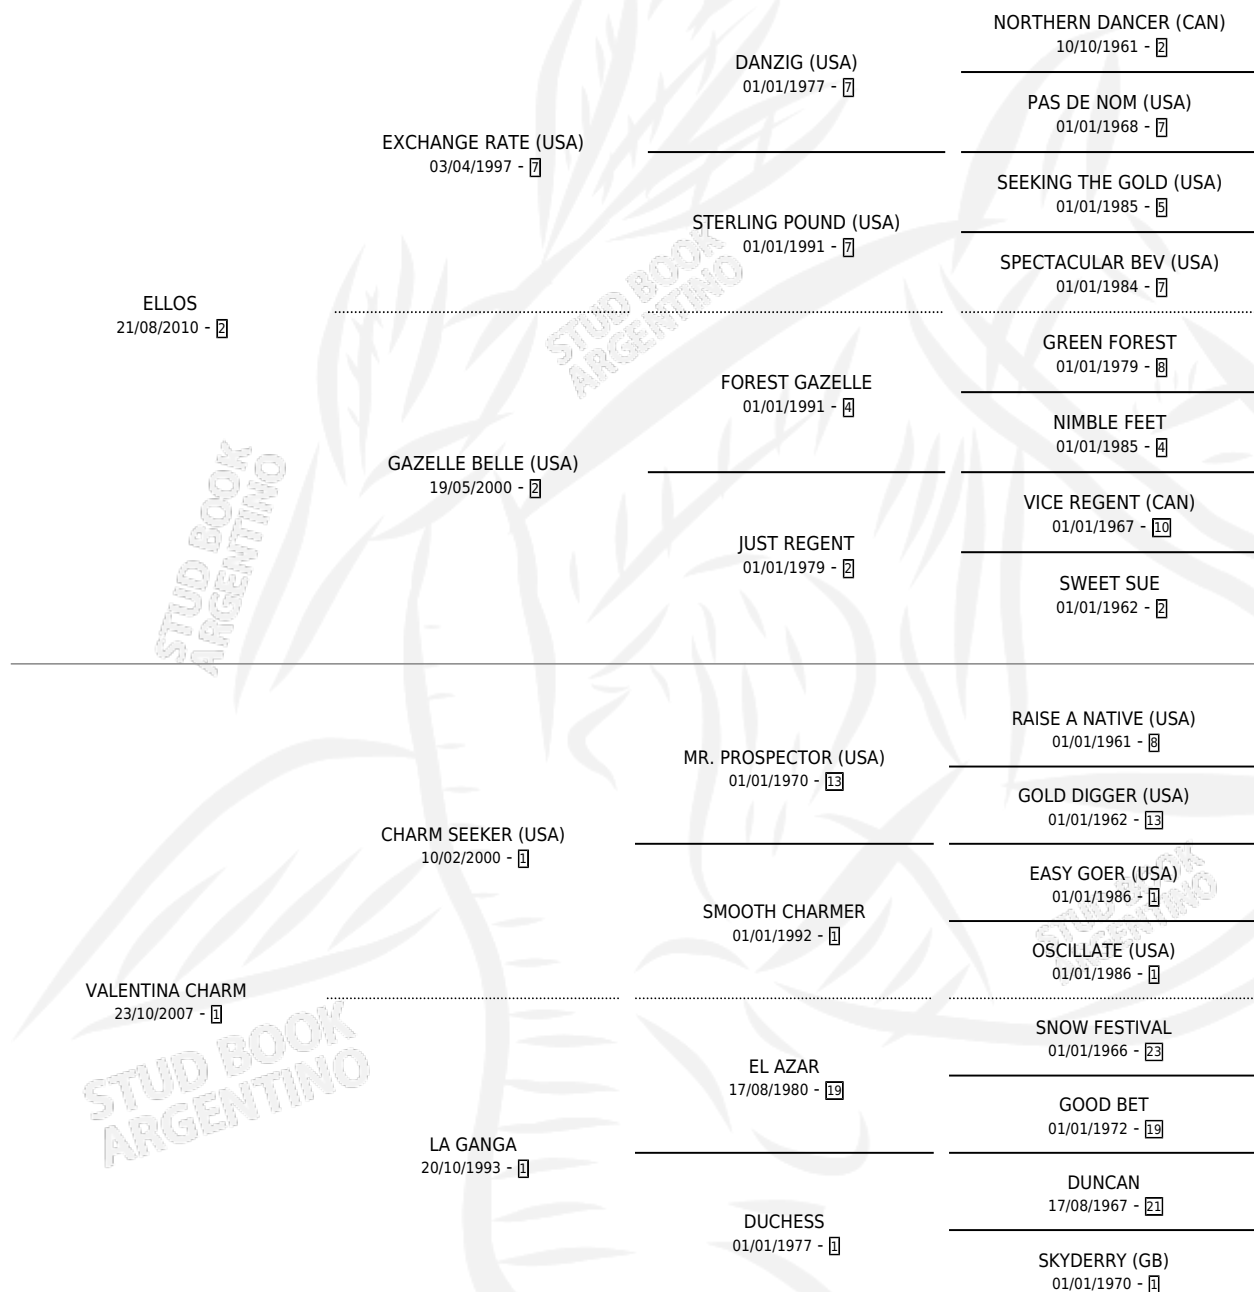 NORTHERN DANCER (CAN)
10/10/1961 - 2
DANZIG (USA)
01/01/1977 - 7
PAS DE NOM (USA)
01/01/1968 - 7
EXCHANGE RATE (USA)
03/04/1997 - 7
SEEKING THE GOLD (USA)
01/01/1985 - 5
STERLING POUND (USA)
01/01/1991 - 7
SPECTACULAR BEV (USA)
01/01/1984 - 7
ELLOS
21/08/2010 - 2
GREEN FOREST
01/01/1979 - 8
FOREST GAZELLE
01/01/1991 - 4
NIMBLE FEET
01/01/1985 - 4
GAZELLE BELLE (USA)
19/05/2000 - 2
VICE REGENT (CAN)
01/01/1967 - 10
JUST REGENT
01/01/1979 - 2
SWEET SUE
01/01/1962 - 2
RAISE A NATIVE (USA)
01/01/1961 - 8
MR. PROSPECTOR (USA)
01/01/1970 - 13
GOLD DIGGER (USA)
01/01/1962 - 13
CHARM SEEKER (USA)
10/02/2000 - 1
EASY GOER (USA)
01/01/1986 - 1
SMOOTH CHARMER
01/01/1992 - 1
OSCILLATE (USA)
01/01/1986 - 1
VALENTINA CHARM
23/10/2007 - 1
SNOW FESTIVAL
01/01/1966 - 23
EL AZAR
17/08/1980 - 19
GOOD BET
01/01/1972 - 19
LA GANGA
20/10/1993 - 1
DUNCAN
17/08/1967 - 21
DUCHESS
01/01/1977 - 1
SKYDERRY (GB)
01/01/1970 - 1
STUD BOOK
ARGENTINO
STUD BOOK
ARGENTINO
STUD BOOK
ARGENTINO
STUD BOOK
ARGENTINO